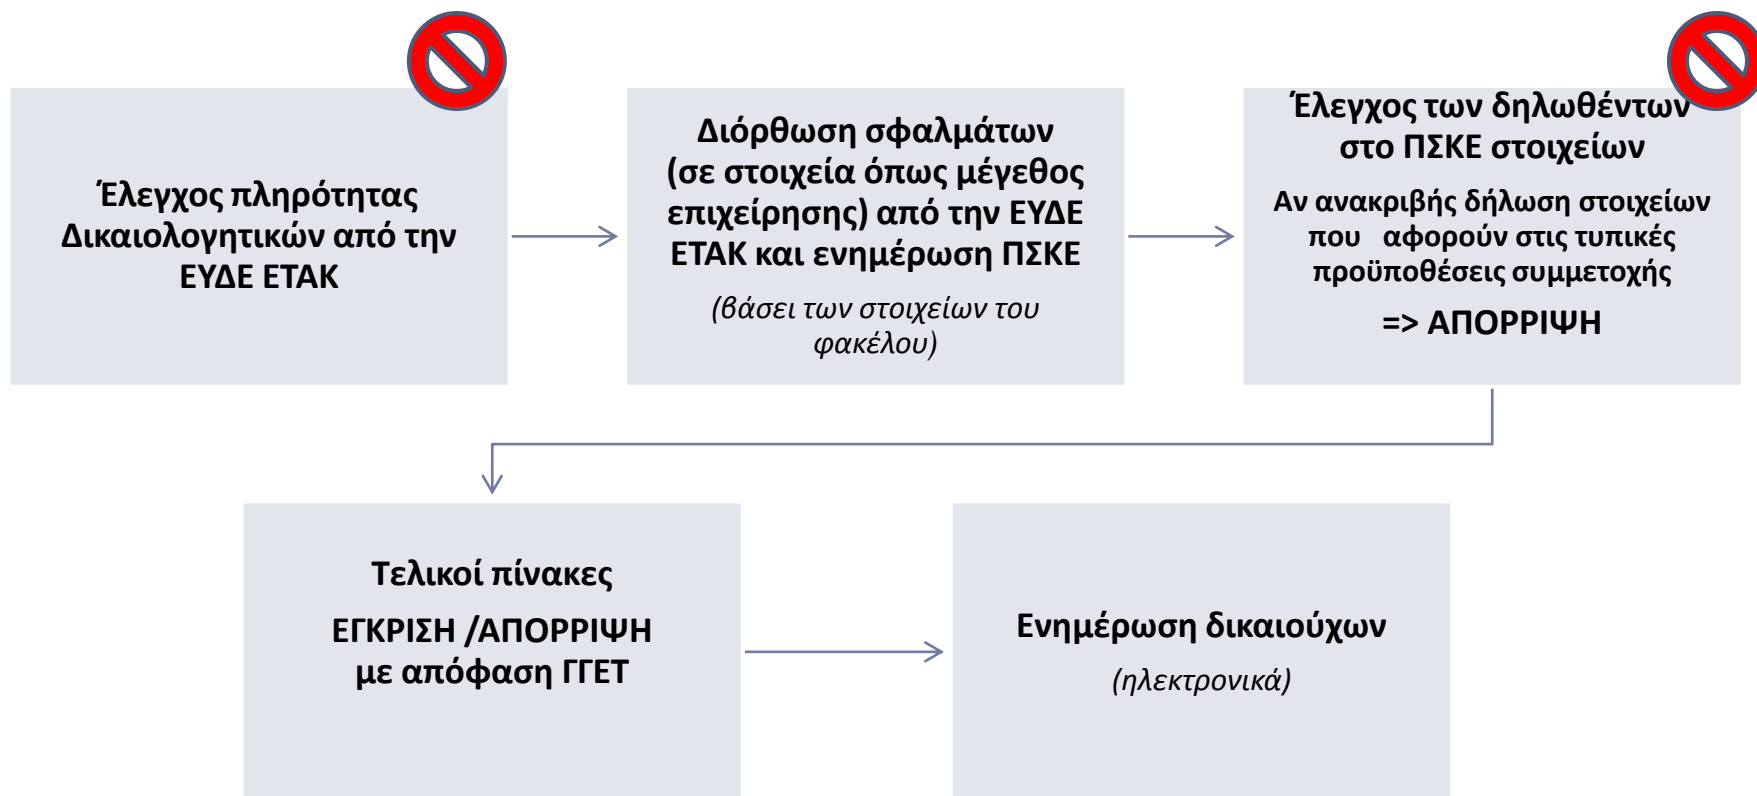 Έλεγχος πληρότητας
Δικαιολογητικών από την
ΕΥΔΕ ΕΤΑΚ
Διόρθωση σφαλμάτων
(σε στοιχεία όπως μέγεθος
επιχείρησης) από την ΕΥΔΕ
ΕΤΑΚ και ενημέρωση ΠΣΚΕ
(βάσει των στοιχείων του
φακέλου)
Έλεγχος των δηλωθέντων
στο ΠΣΚΕ στοιχείων
Αν ανακριβής δήλωση στοιχείων
που αφορούν στις τυπικές
προϋποθέσεις συμμετοχής
=> ΑΠΟΡΡΙΨΗ
Τελικοί πίνακες
ΕΓΚΡΙΣΗ /ΑΠΟΡΡΙΨΗ
με απόφαση ΓΓΕΤ
Ενημέρωση δικαιούχων
(ηλεκτρονικά)